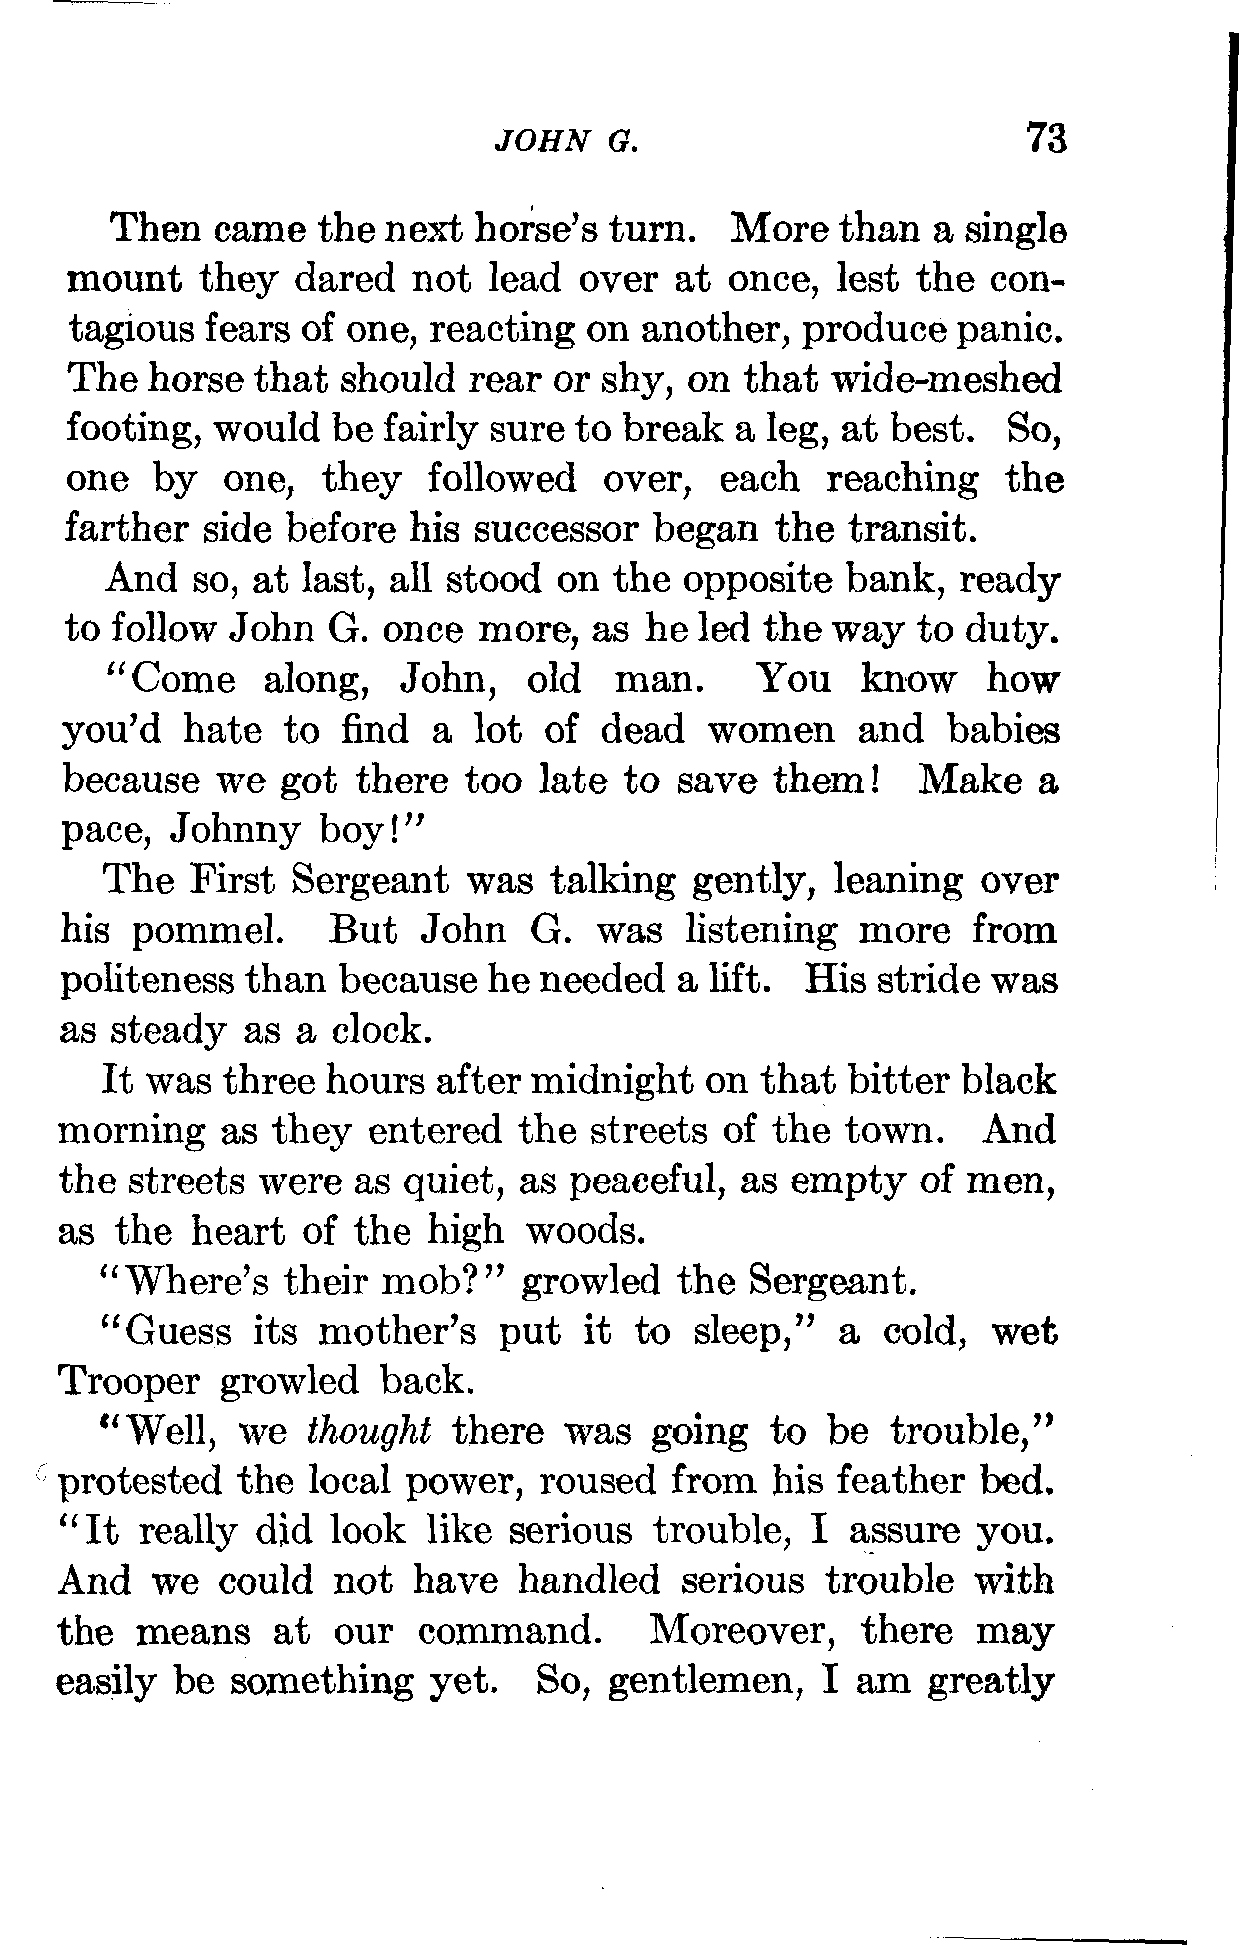 JOHN G. 73
Then came the next horse's turn. More than a single
mount they dared not lead over at once, lest the con-
tagious fears of one, reacting on another, produce panic.
The horse that should rear or shy, on that wide-meshed
footing, would be fairly sure to break a leg, at best. So,
one by one, they followed over, each reaching the
farther side before his successor began the transit.
And so, at last, all stood on the opposite bank, ready
to follow John G. once more, as he led the way to duty.
"Come along, John, old man. You know how
you'd hate to find a lot of dead women and babies
because we got there too late to save them! Make a
pace, Johnny boy!"
The First Sergeant was talking gently, leaning over
his pommel. But John G. was listening more from
politeness than because he needed a lift. His stride was
as steady as a clock.
It was three hours after midnight on that bitter black
morning as they entered the streets of the town. And
the streets were as quiet, as peaceful, as empty of men,
as the heart of the high woods.
"Where's their mob?" growled the Sergeant.
"Guess its mother's put it to sleep," a cold, wet
Trooper growled back.
"Well, we thought there was going to be trouble,"
protested the local power, roused from his feather bed.
"It really did look like serious trouble, I assure you.
And we could not have handled serious trouble with
the means at our command. Moreover, there may
easily be something yet. So, gentlemen, I am greatly